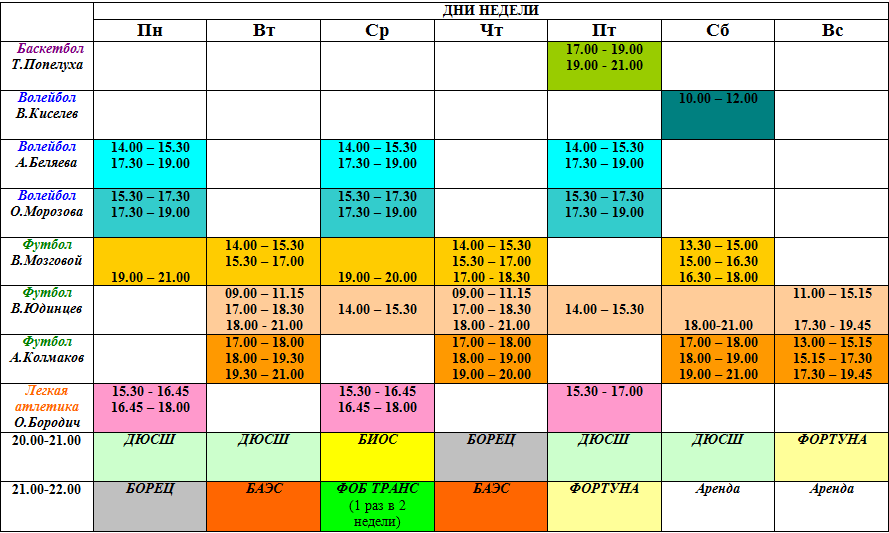 ДНИ НЕДЕЛИ
Пн Вт Ср Чт Пт Сб Вс
Баскетбол
Т.Попелуха
17.00 - 19.00
19.00 - 21.00
Волейбол
В.Киселев
10.00 – 12.00
Волейбол
А.Беляева
14.00 – 15.30 14.00 – 15.30 14.00 – 15.30
17.30 – 19.00 17.30 – 19.00 17.30 – 19.00
Волейбол
О.Морозова
15.30 – 17.30 15.30 – 17.30 15.30 – 17.30
17.30 – 19.00 17.30 – 19.00 17.30 – 19.00
Футбол
В.Мозговой
14.00 – 15.30 14.00 – 15.30 13.30 – 15.00
15.30 – 17.00 15.30 – 17.00 15.00 – 16.30
19.00 – 21.00 19.00 – 20.00 17.00 - 18.30 16.30 – 18.00
Футбол
В.Юдинцев
09.00 – 11.15 09.00 – 11.15 11.00 – 15.15
17.00 – 18.30 14.00 – 15.30 17.00 – 18.30 14.00 – 15.30
18.00 - 21.00 18.00 – 21.00 18.00-21.00 17.30 - 19.45
Футбол
А.Колмаков
17.00 – 18.00 17.00 – 18.00 17.00 – 18.00 13.00 – 15.15
18.00 – 19.30 18.00 – 19.00 18.00 – 19.00 15.15 – 17.30
19.30 – 21.00 19.00 – 20.00 19.00 – 21.00 17.30 – 19.45
Легкая
атлетика
О.Бородич
15.30 - 16.45 15.30 - 16.45 15.30 - 17.00
16.45 – 18.00 16.45 – 18.00
20.00-21.00 ДЮСШ ДЮСШ БИОС БОРЕЦ ДЮСШ ДЮСШ ФОРТУНА
21.00-22.00 БОРЕЦ БАЭС ФОБ ТРАНС БАЭС ФОРТУНА Аренда Аренда
(1 раз в 2
недели)